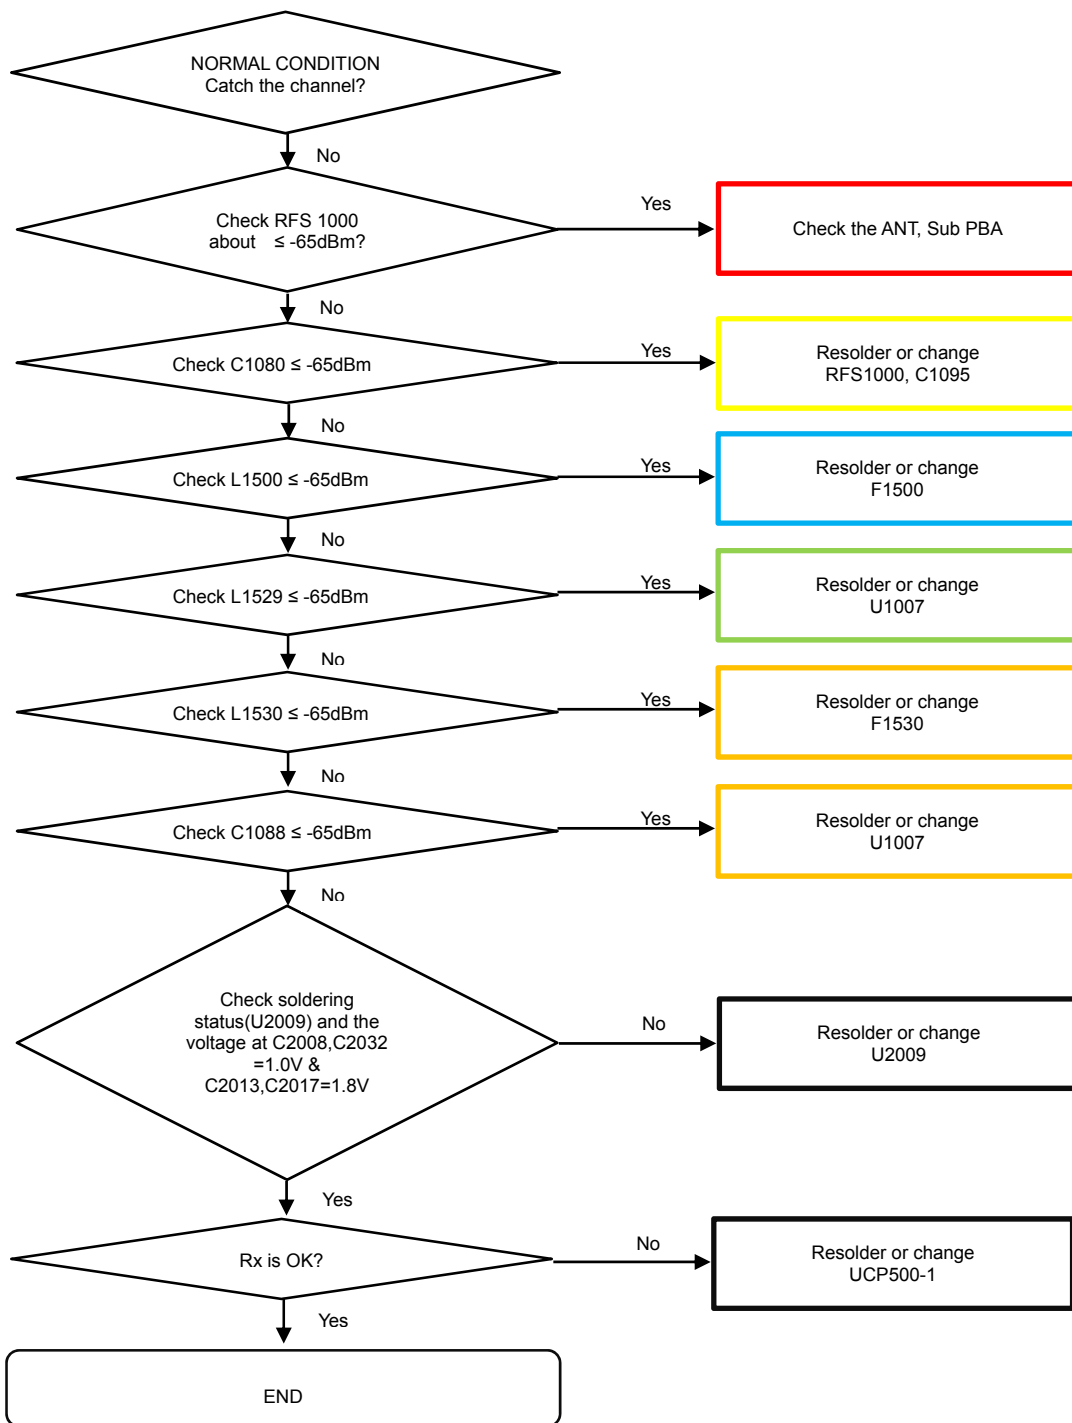 NORMAL CONDITION
Catch the channel?
No
Check RFS 1000
about ≤ -65dBm?
Yes
Check the ANT, Sub PBA
No
Check C1080 ≤ -65dBm
Yes
Resolder or change
RFS1000, C1095
No
Check L1500 ≤ -65dBm
Yes
Resolder or change
F1500
No
Check L1529 ≤ -65dBm
Yes
Resolder or change
U1007
No
Check L1530 ≤ -65dBm
Yes
Resolder or change
F1530
No
Check C1088 ≤ -65dBm
Yes
Resolder or change
U1007
No
Check soldering
status(U2009) and the
voltage at C2008,C2032
=1.0V &
C2013,C2017=1.8V
No
Resolder or change
U2009
Yes
Rx is OK?
No
Resolder or change
UCP500-1
Yes
END